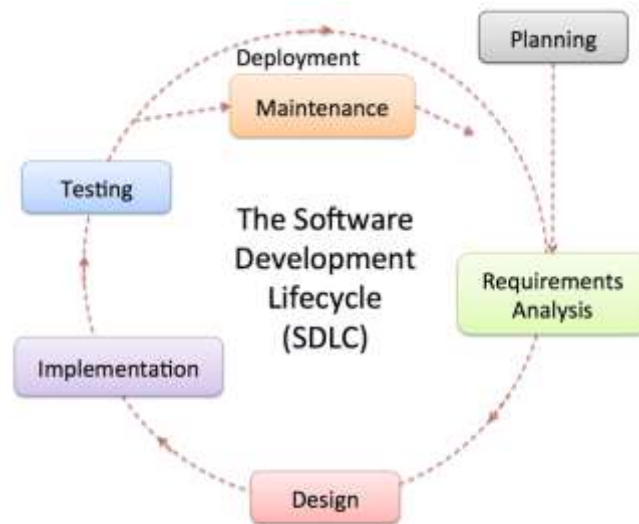 Planning
Deployment
Maintenance
Testing
The Software
Development
Lifecycle
(SDLC)
Requirements
Analysis
Implementation
Design